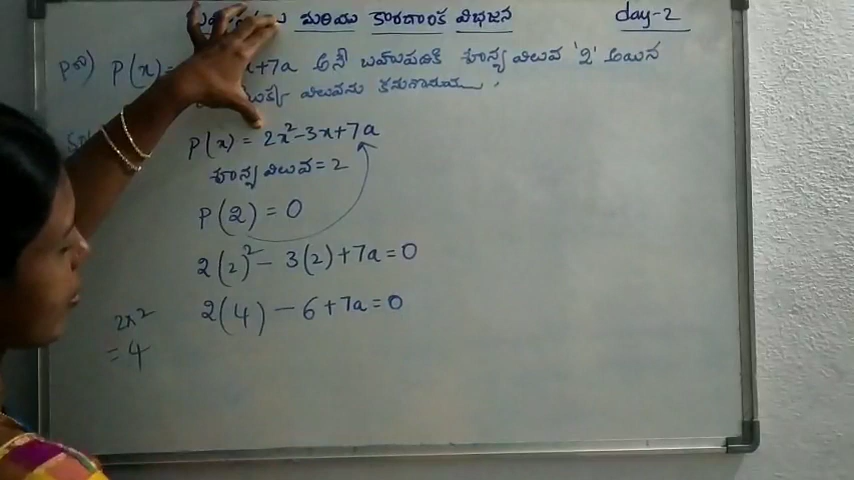 మరియు కారణాంక విభజన day-2
P(x)= +7a అనే బహుపదికి శూన్య విలువ '2' అయిన
విలువను కనుగొనుము.
P(x) = 2x²-3x+7a
శూన్య విలువ = 2
P(2) = 0
2(2)² - 3(2)+7a=0
2(4) - 6+7a=0
2x²
= 4